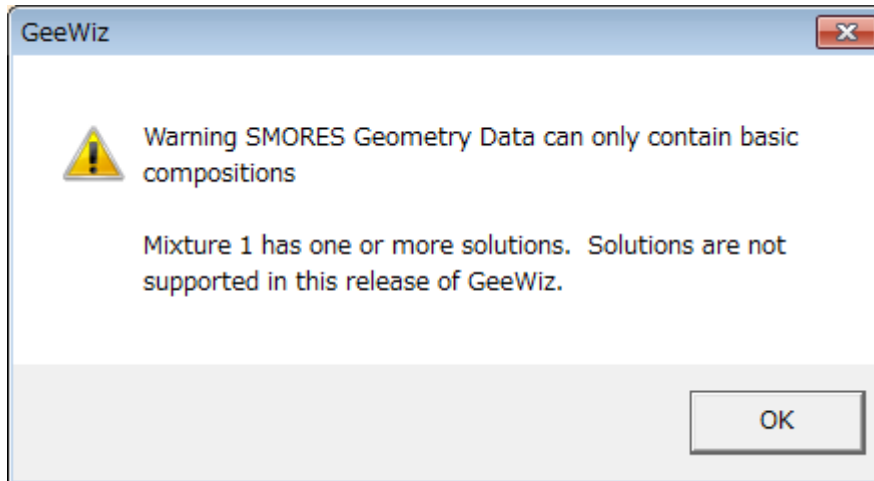 GeeWiz
Warning SMORES Geometry Data can only contain basic
compositions
Mixture 1 has one or more solutions.  Solutions are not
supported in this release of GeeWiz.
OK